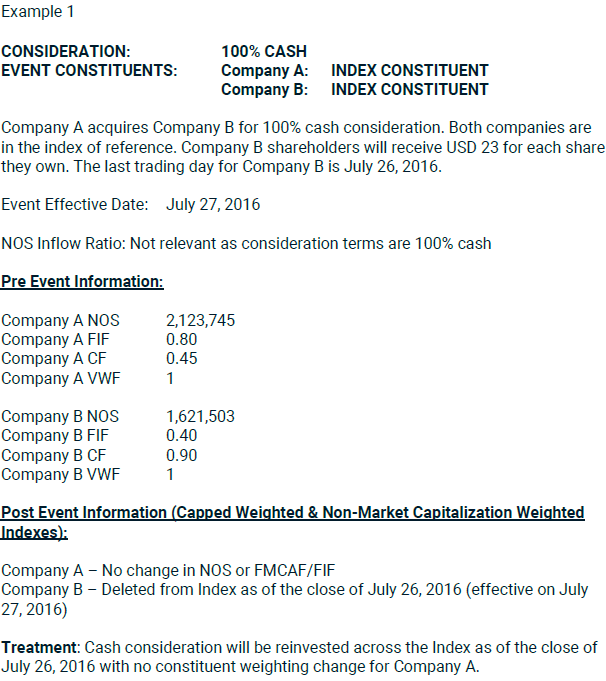 Example 1
CONSIDERATION: 100% CASH
EVENT CONSTITUENTS: Company A: INDEX CONSTITUENT
Company B: INDEX CONSTITUENT
Company A acquires Company B for 100% cash consideration. Both companies are
in the index of reference. Company B shareholders will receive USD 23 for each share
they own. The last trading day for Company B is July 26, 2016.
Event Effective Date: July 27, 2016
NOS Inflow Ratio: Not relevant as consideration terms are 100% cash
Pre Event Information:
Company A NOS 2,123,745
Company A FIF 0.80
Company A CF 0.45
Company A VWF 1
Company B NOS 1,621,503
Company B FIF 0.40
Company B CF 0.90
Company B VWF 1
Post Event Information (Capped Weighted & Non-Market Capitalization Weighted
Indexes):
Company A – No change in NOS or FMCAF/FIF
Company B – Deleted from Index as of the close of July 26, 2016 (effective on July
27, 2016)
Treatment: Cash consideration will be reinvested across the Index as of the close of
July 26, 2016 with no constituent weighting change for Company A.